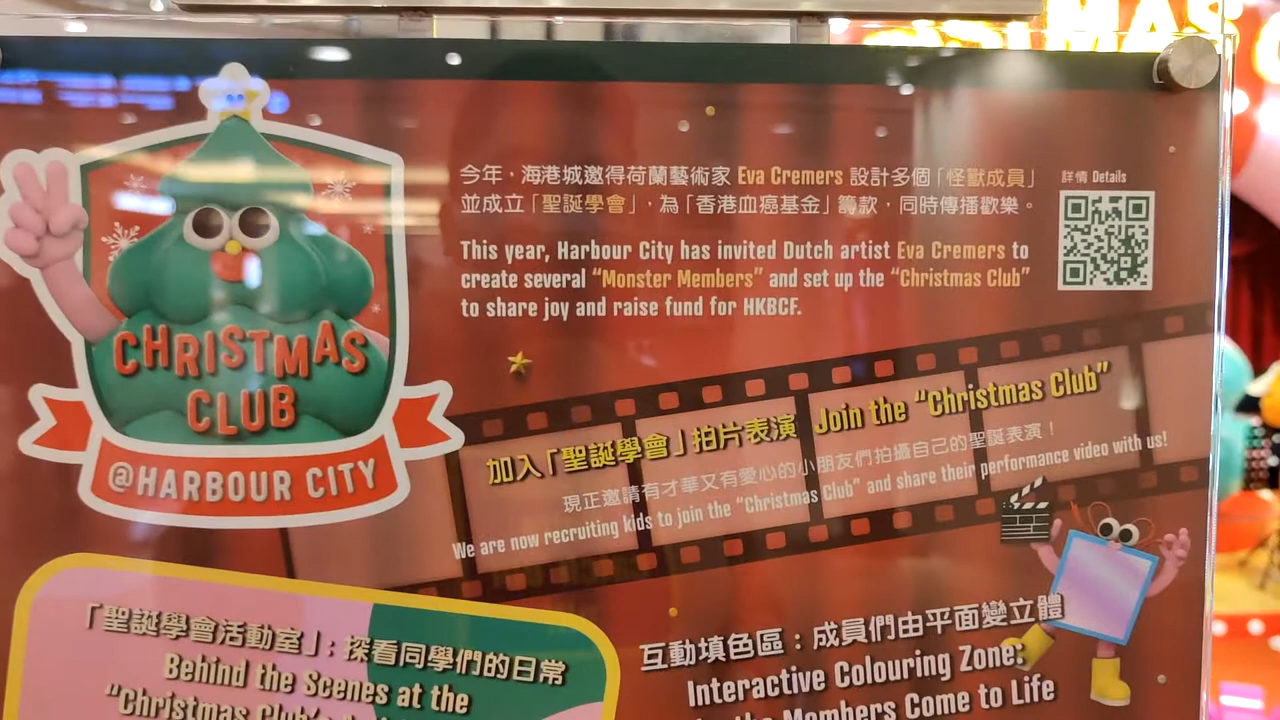 MAS
今年，海港城邀得荷蘭藝術家 Eva Cremers 設計多個「怪獸成員」
並成立「聖誕學會」，為「香港血癌基金」籌款，同時傳播歡樂。
詳情 Details
This year, Harbour City has invited Dutch artist Eva Cremers to
create several “Monster Members” and set up the “Christmas Club”
to share joy and raise fund for HKBCF.
CHRISTMAS
CLUB
@HARBOUR CITY
加入「聖誕學會」拍片表演 Join the “Christmas Club”
現正邀請有才華又有愛心的小朋友們拍攝自己的聖誕表演！
We are now recruiting kids to join the “Christmas Club” and share their performance video with us!
「聖誕學會活動室」: 探看同學們的日常
Behind the Scenes at the
“Christmas Club's
互動填色區：成員們由平面變立體
Interactive Colouring Zone:
the Members Come to Life